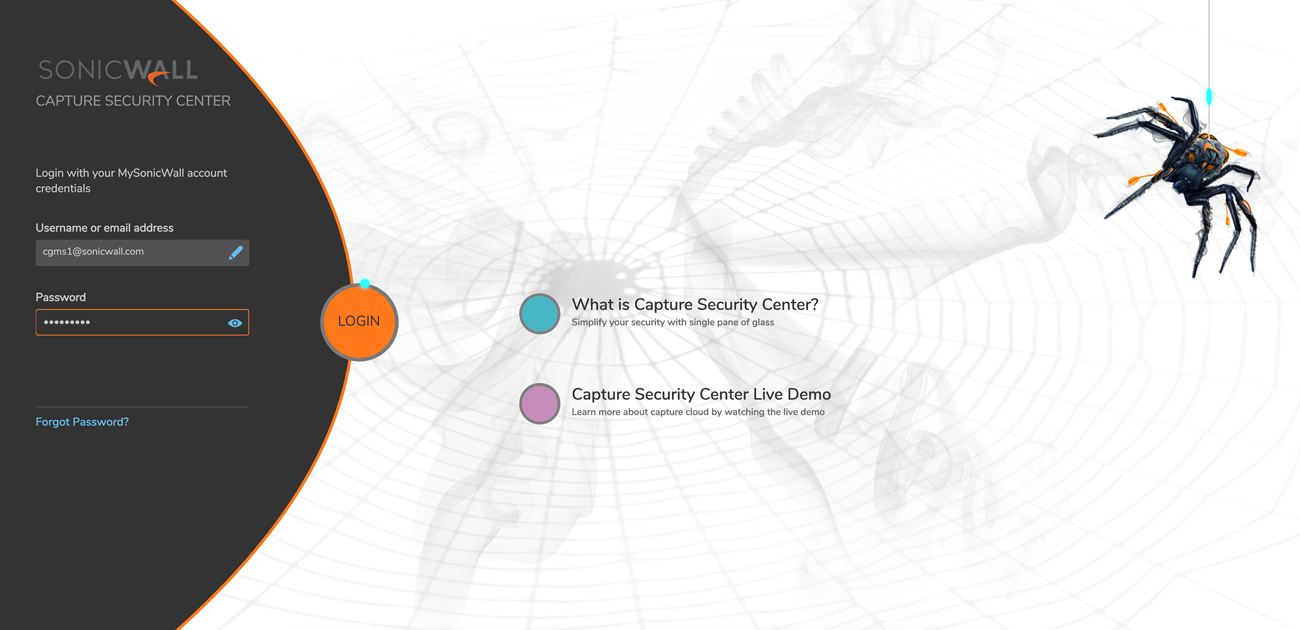 SONICWALL
CAPTURE SECURITY CENTER
Login with your MySonicWall account
credentials
Username or email address
cgms1@sonicwall.com
Password
•••••••••
Forgot Password?
LOGIN
What is Capture Security Center?
Simplify your security with single pane of glass
Capture Security Center Live Demo
Learn more about capture cloud by watching the live demo